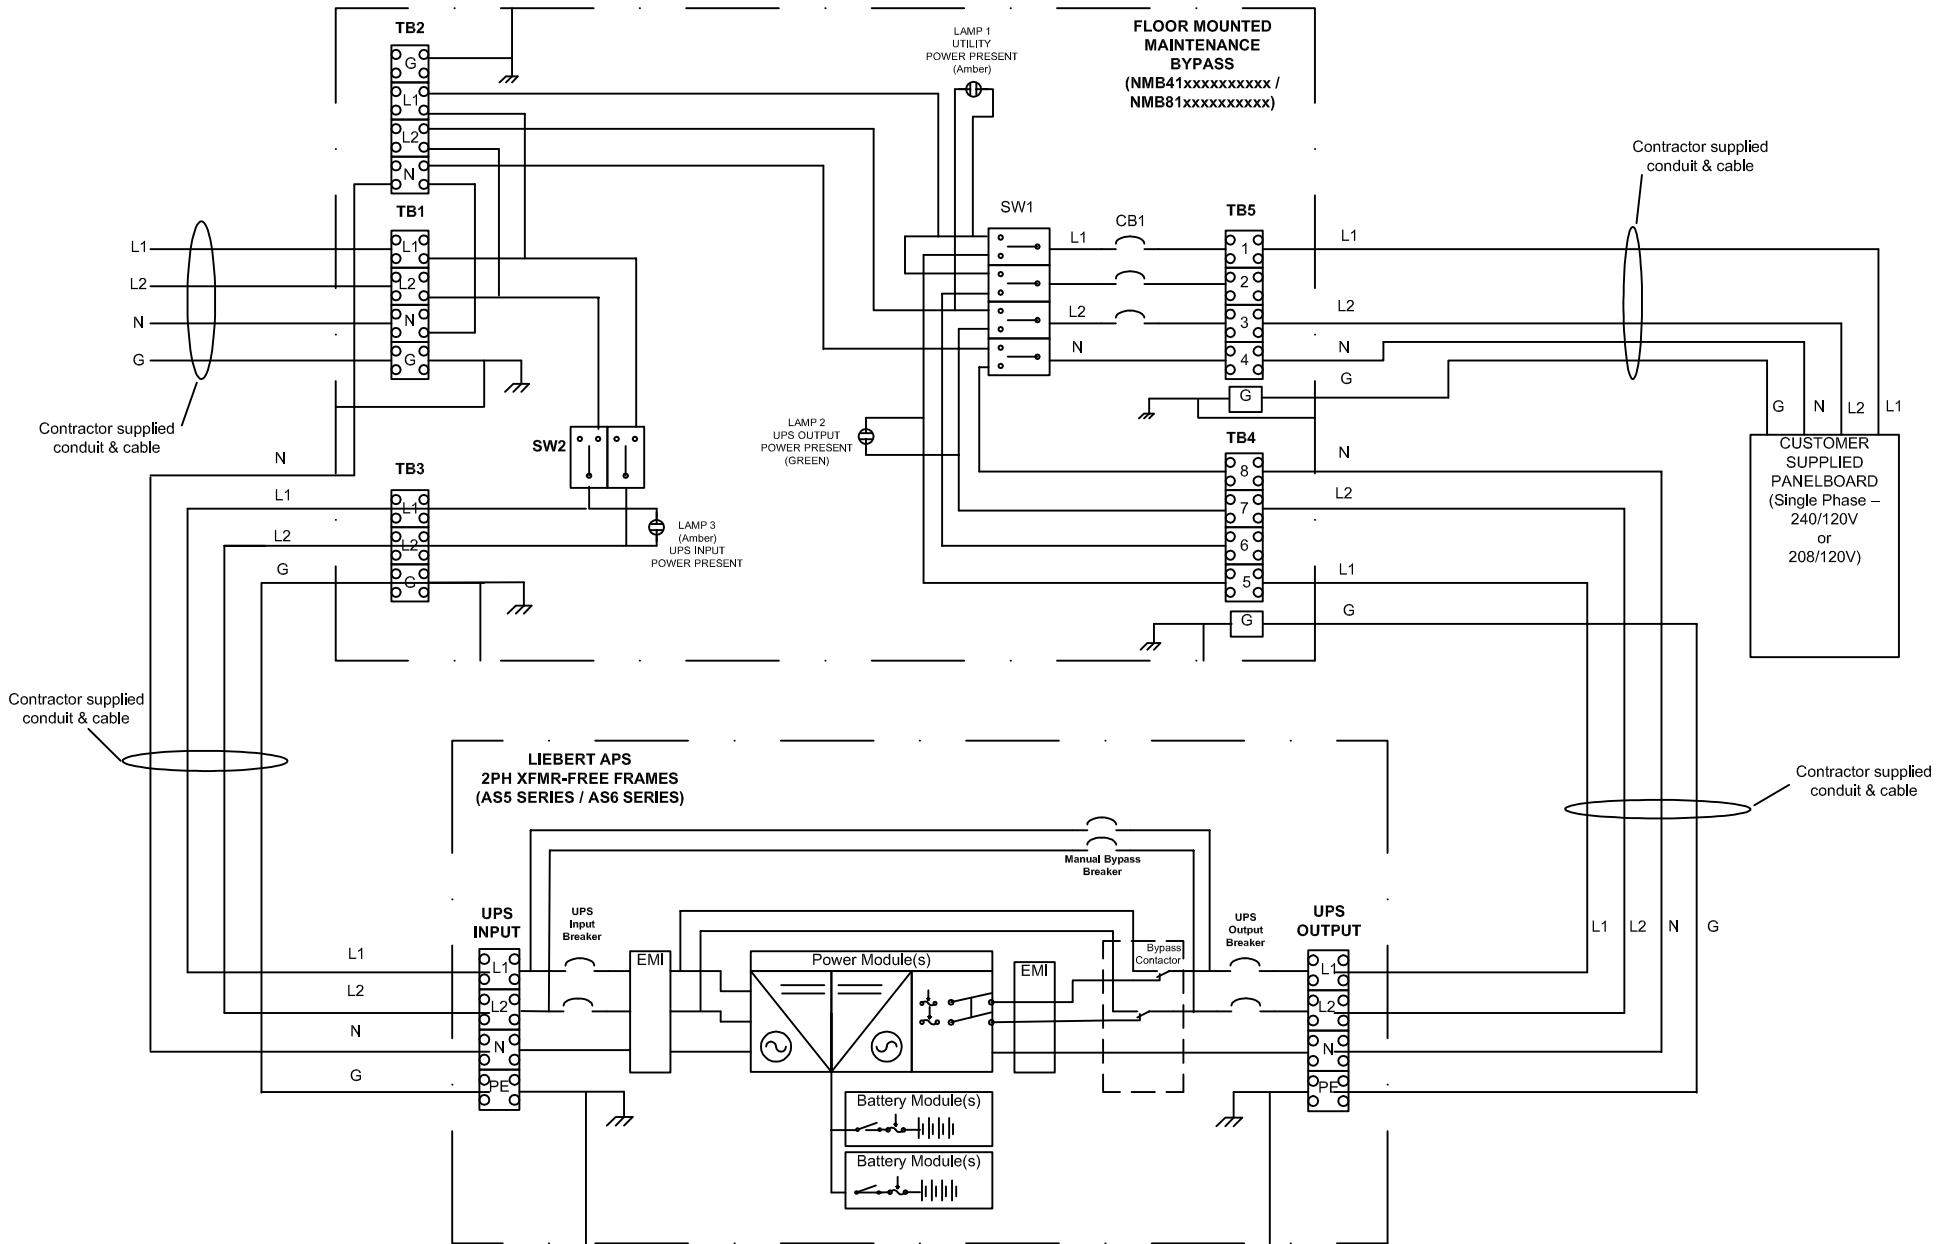 TB2
G
L1
L2
N
LAMP 1
UTILITY
POWER PRESENT
(Amber)
FLOOR MOUNTED
MAINTENANCE
BYPASS
(NMB41xxxxxxxxxx /
NMB81xxxxxxxxxx)
Contractor supplied
conduit & cable
TB1
L1
L2
N
G
L1
L2
N
G
Contractor supplied
conduit & cable
SW1
L1
CB1
L2
N
TB5
1
2
3
4
G
L1
L2
N
G
G
N
L2
L1
CUSTOMER
SUPPLIED
PANELBOARD
(Single Phase –
240/120V
or
208/120V)
SW2
LAMP 2
UPS OUTPUT
POWER PRESENT
(GREEN)
TB4
8
7
6
5
G
N
L2
L1
G
N
L1
L2
G
TB3
L1
L2
G
LAMP 3
(Amber)
UPS INPUT
POWER PRESENT
Contractor supplied
conduit & cable
LIEBERT APS
2PH XFMR-FREE FRAMES
(AS5 SERIES / AS6 SERIES)
Contractor supplied
conduit & cable
Manual Bypass
Breaker
L1
L2
N
G
UPS
INPUT
L1
L2
N
PE
UPS
Input
Breaker
EMI
Power Module(s)
EMI
Bypass
Contactor
UPS
Output
Breaker
UPS
OUTPUT
L1
L2
N
PE
L1
L2
N
G
Battery Module(s)
Battery Module(s)